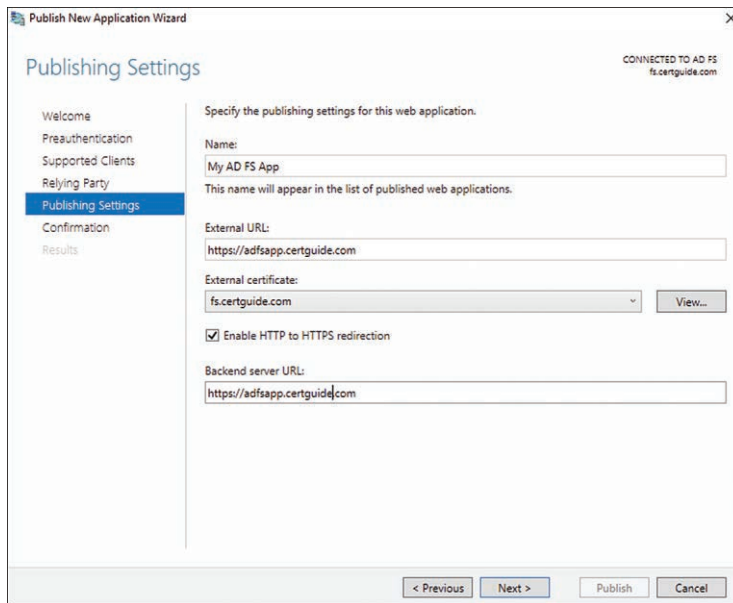 Publish New Application Wizard
Publishing Settings
CONNECTED TO AD FS
fs.certguide.com
Welcome
Preauthentication
Supported Clients
Relying Party
Publishing Settings
Confirmation
Results
Specify the publishing settings for this web application.
Name:
My AD FS App
This name will appear in the list of published web applications.
External URL:
https://adfsapp.certguide.com
External certificate:
fs.certguide.com
View...
Enable HTTP to HTTPS redirection
Backend server URL:
https://adfsapp.certguide.com
< Previous
Next >
Publish
Cancel